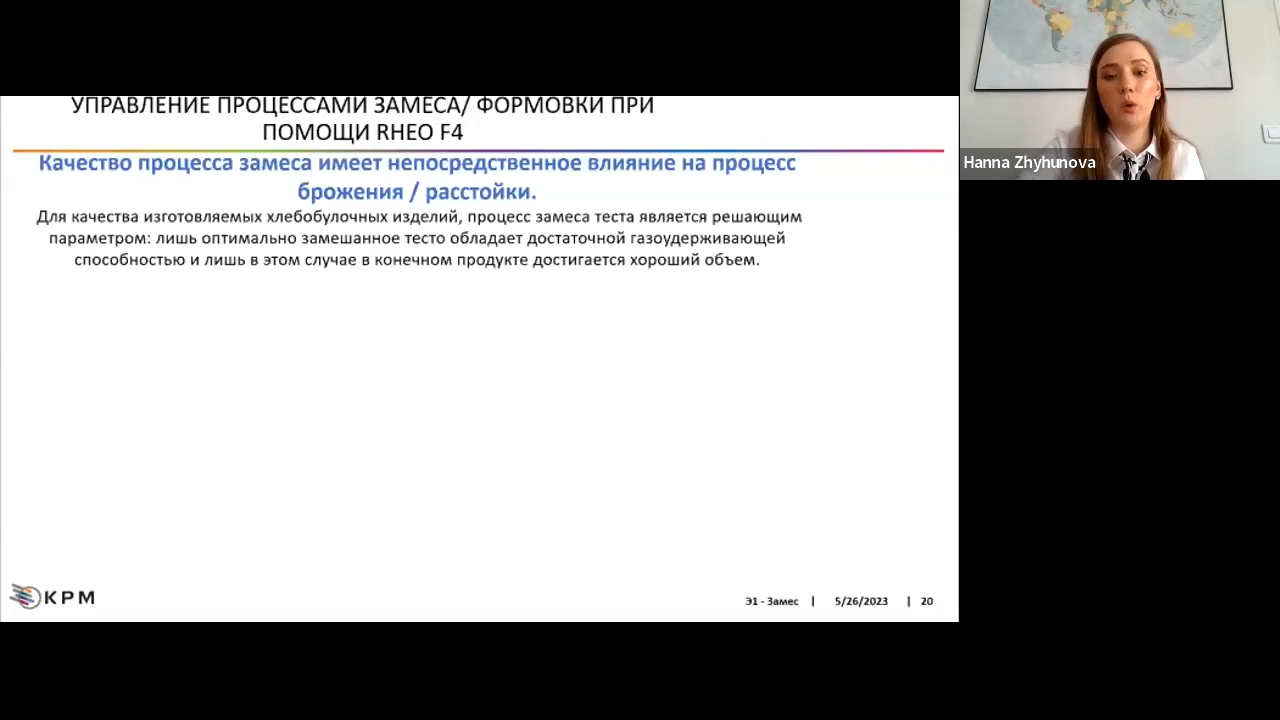 УПРАВЛЕНИЕ ПРОЦЕССАМИ ЗАМЕСА/ ФОРМОВКИ ПРИ
ПОМОЩИ RHEO F4
Качество процесса замеса имеет непосредственное влияние на процесс
брожения / расстойки.
Для качества изготовляемых хлебобулочных изделий, процесс замеса теста является решающим
параметром: лишь оптимально замешанное тесто обладает достаточной газоудерживающей
способностью и лишь в этом случае в конечном продукте достигается хороший объем.
KPM
Э1 - Замес | 5/26/2023 | 20
Hanna Zhyhunova